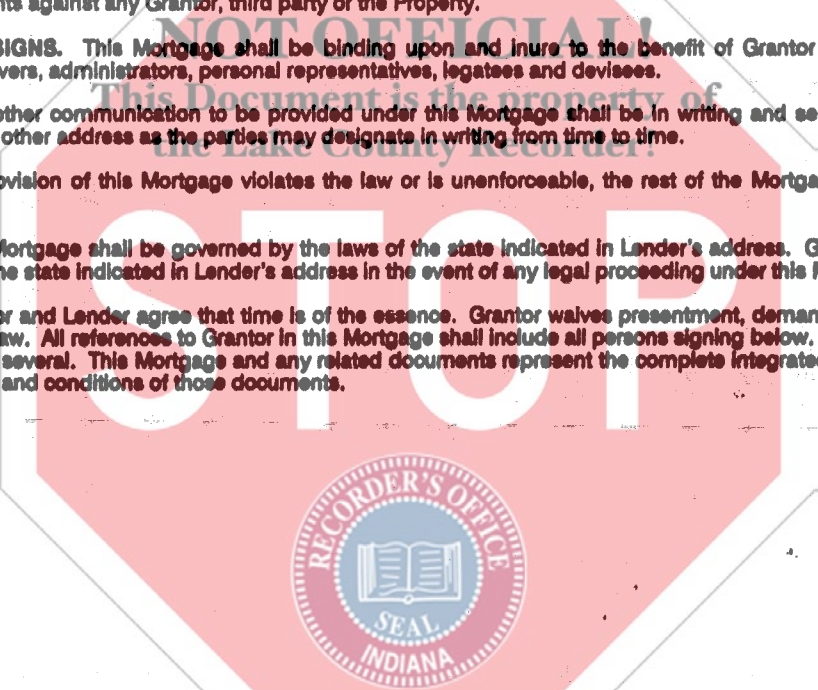 nts against any Grantor, third party or the Property.
NOT OFFICIAL!
SIGNS. This Mortgage shall be binding upon and inure to the benefit of Grantor
vers, administrators, personal representatives, legatees and devisees.
This Document is the property of
other communication to be provided under this Mortgage shall be in writing and se
other address as the parties may designate in writing from time to time.
the Lake County Recorder!
ovision of this Mortgage violates the law or is unenforceable, the rest of the Mortga
STOP
Mortgage shall be governed by the laws of the state indicated in Lender's address. G
he state indicated in Lender's address in the event of any legal proceeding under this
or and Lender agree that time is of the essence. Grantor waives presentment, deman
aw. All references to Grantor in this Mortgage shall include all persons signing below.
several. This Mortgage and any related documents represent the complete integrated
and conditions of those documents.
RECORDER'S OFFICE
SEAL
INDIANA